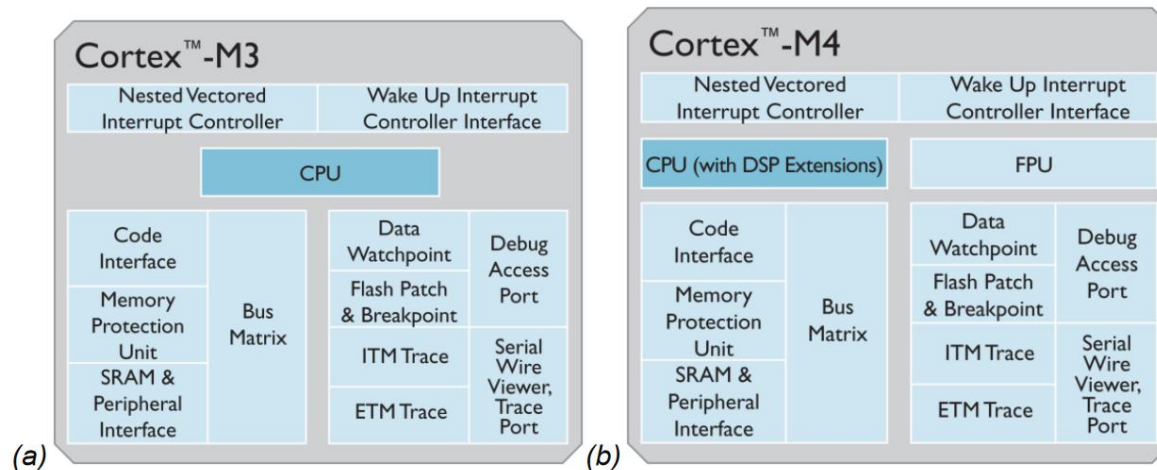 Cortex™-M3
Nested Vectored
Interrupt Controller
Wake Up Interrupt
Controller Interface
CPU
Code
Interface
Memory
Protection
Unit
SRAM &
Peripheral
Interface
Bus
Matrix
Data
Watchpoint
Flash Patch
& Breakpoint
ITM Trace
ETM Trace
Debug
Access
Port
Serial
Wire
Viewer,
Trace
Port
(a)
Cortex™-M4
Nested Vectored
Interrupt Controller
Wake Up Interrupt
Controller Interface
CPU (with DSP Extensions)
FPU
Code
Interface
Memory
Protection
Unit
SRAM &
Peripheral
Interface
Bus
Matrix
Data
Watchpoint
Flash Patch
& Breakpoint
ITM Trace
ETM Trace
Debug
Access
Port
Serial
Wire
Viewer,
Trace
Port
(b)